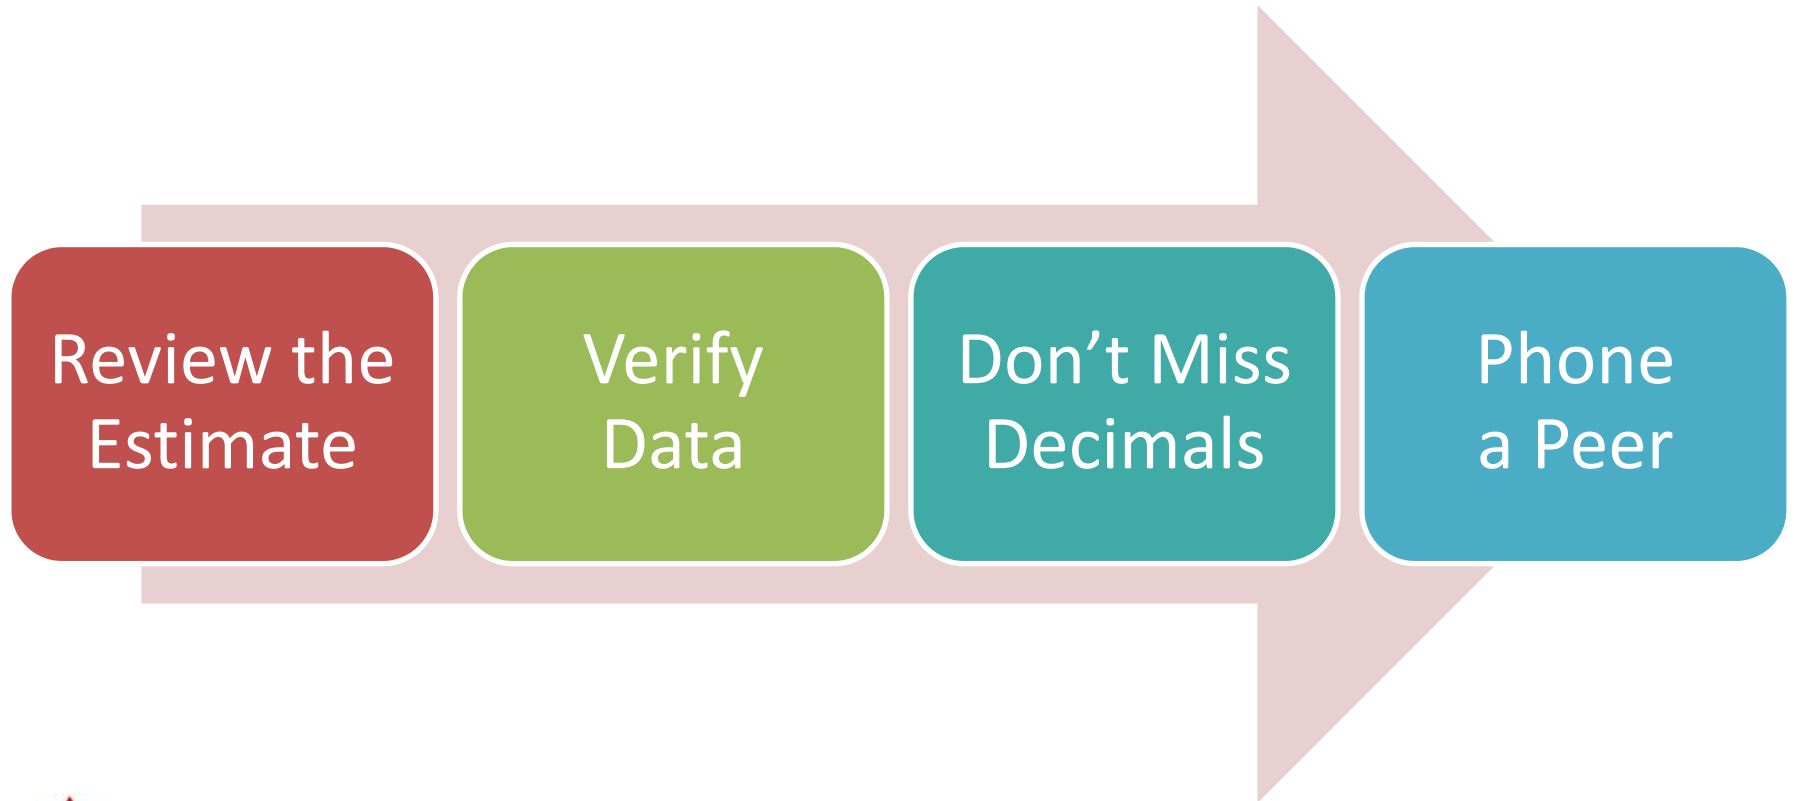 Review the
Estimate
Verify
Data
Don’t Miss
Decimals
Phone
a Peer